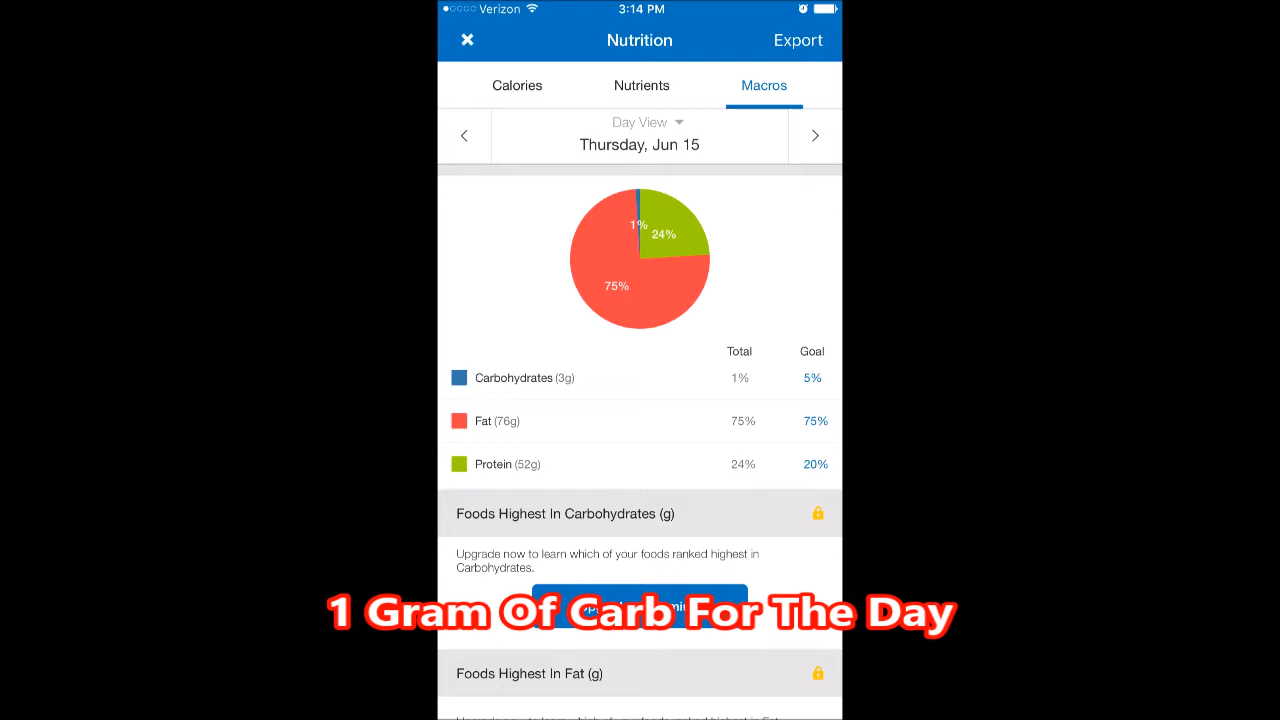 Verizon 3:14 PM
Nutrition Export
Calories Nutrients Macros
Day View
Thursday, Jun 15
1%
24%
75%
Total Goal
Carbohydrates (3g) 1% 5%
Fat (76g) 75% 75%
Protein (52g) 24% 20%
Foods Highest In Carbohydrates (g)
Upgrade now to learn which of your foods ranked highest in
Carbohydrates.
1 Gram Of Carb For The Day
Foods Highest In Fat (g)